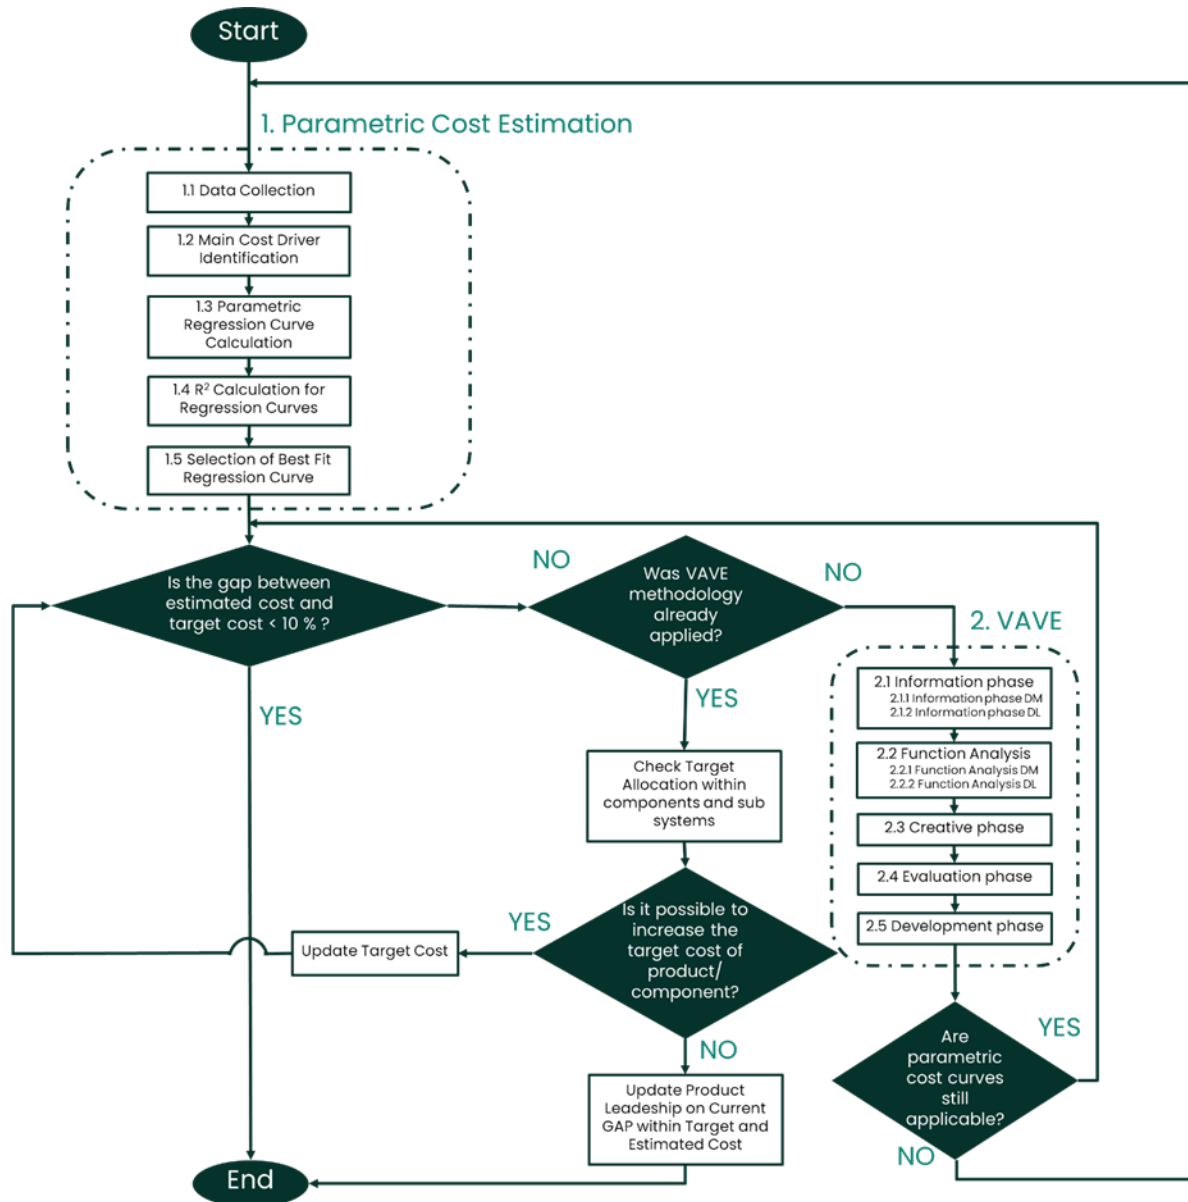 Start
1. Parametric Cost Estimation
1.1 Data Collection
1.2 Main Cost Driver
Identification
1.3 Parametric
Regression Curve
Calculation
1.4 R² Calculation for
Regression Curves
1.5 Selection of Best Fit
Regression Curve
Is the gap between
estimated cost and
target cost < 10 % ?
NO
Was VAVE
methodology
already
applied?
NO
2. VAVE
YES
YES
2.1 Information phase
2.1.1 Information phase DM
2.1.2 Information phase DL
2.2 Function Analysis
2.2.1 Function Analysis DM
2.2.2 Function Analysis DL
2.3 Creative phase
2.4 Evaluation phase
2.5 Development phase
Check Target
Allocation within
components and sub
systems
Is it possible to
increase the
target cost of
product/
component?
YES
Update Target Cost
NO
Update Product
Leadeship on Current
GAP within Target and
Estimated Cost
Are
parametric
cost curves
still
applicable?
YES
NO
End